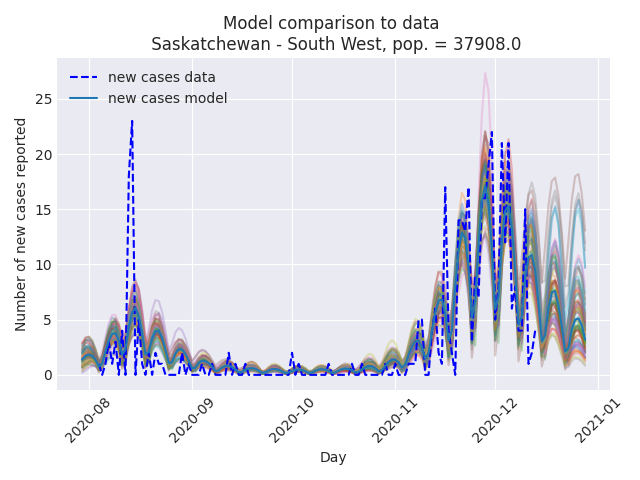 Model comparison to data
Saskatchewan - South West, pop. = 37908.0
new cases data
new cases model
Number of new cases reported
25
20
15
10
5
0
2020-08
2020-09
2020-10
2020-11
2020-12
2021-01
Day